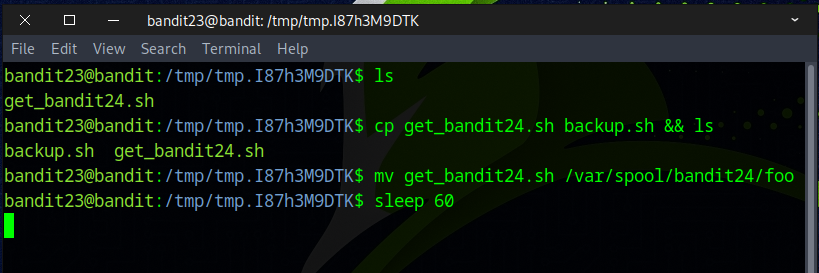 bandit23@bandit: /tmp/tmp.I87h3M9DTK
File Edit View Search Terminal Help
bandit23@bandit:/tmp/tmp.I87h3M9DTK$ ls
get_bandit24.sh
bandit23@bandit:/tmp/tmp.I87h3M9DTK$ cp get_bandit24.sh backup.sh && ls
backup.sh  get_bandit24.sh
bandit23@bandit:/tmp/tmp.I87h3M9DTK$ mv get_bandit24.sh /var/spool/bandit24/foo
bandit23@bandit:/tmp/tmp.I87h3M9DTK$ sleep 60